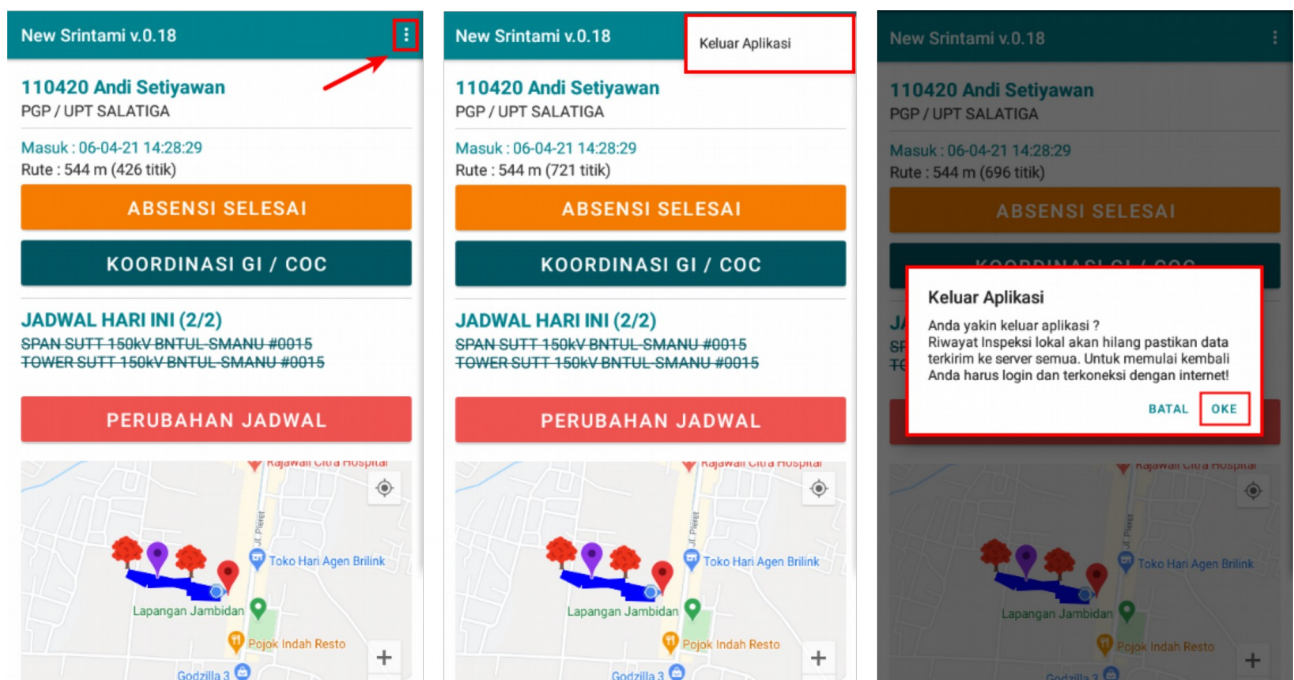 New Srintami v.0.18
110420 Andi Setiyawan
PGP / UPT SALATIGA
Masuk : 06-04-21 14:28:29
Rute : 544 m (426 titik)
ABSENSI SELESAI
KOORDINASI GI / COC
JADWAL HARI INI (2/2)
SPAN SUTT 150kV BNTUL-SMANU #0015
TOWER SUTT 150kV BNTUL-SMANU #0015
PERUBAHAN JADWAL
Rajawali Citra Hospital
Jl. Pleret
Toko Hari Agen Brilink
Lapangan Jambidan
Pojok Indah Resto
Godzilla 3
New Srintami v.0.18
Keluar Aplikasi
110420 Andi Setiyawan
PGP / UPT SALATIGA
Masuk : 06-04-21 14:28:29
Rute : 544 m (721 titik)
ABSENSI SELESAI
KOORDINASI GI / COC
JADWAL HARI INI (2/2)
SPAN SUTT 150kV BNTUL-SMANU #0015
TOWER SUTT 150kV BNTUL-SMANU #0015
PERUBAHAN JADWAL
Rajawali Citra Hospital
Jl. Pleret
Toko Hari Agen Brilink
Lapangan Jambidan
Pojok Indah Resto
Godzilla 3
New Srintami v.0.18
110420 Andi Setiyawan
PGP / UPT SALATIGA
Masuk : 06-04-21 14:28:29
Rute : 544 m (696 titik)
ABSENSI SELESAI
KOORDINASI GI / COC
Keluar Aplikasi
Anda yakin keluar aplikasi ?
Riwayat Inspeksi lokal akan hilang pastikan data
terkirim ke server semua. Untuk memulai kembali
Anda harus login dan terkoneksi dengan internet!
BATAL OKE
Rajawali Citra Hospital
Jl. Pleret
Toko Hari Agen Brilink
Lapangan Jambidan
Pojok Indah Resto
Godzilla 3